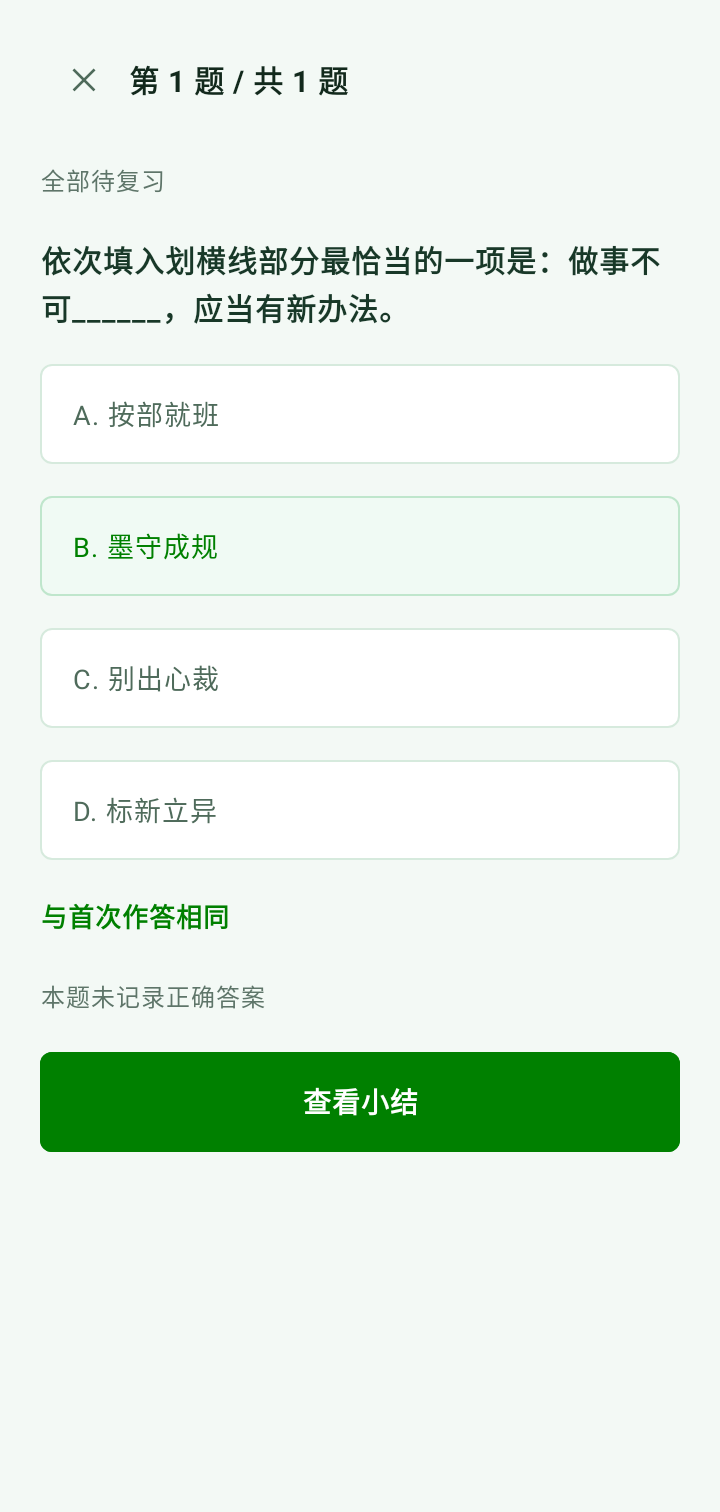 第 1 题 / 共 1 题
全部待复习
依次填入划横线部分最恰当的一项是：做事不
可______，应当有新办法。
A. 按部就班
B. 墨守成规
C. 别出心裁
D. 标新立异
与首次作答相同
本题未记录正确答案
查看小结